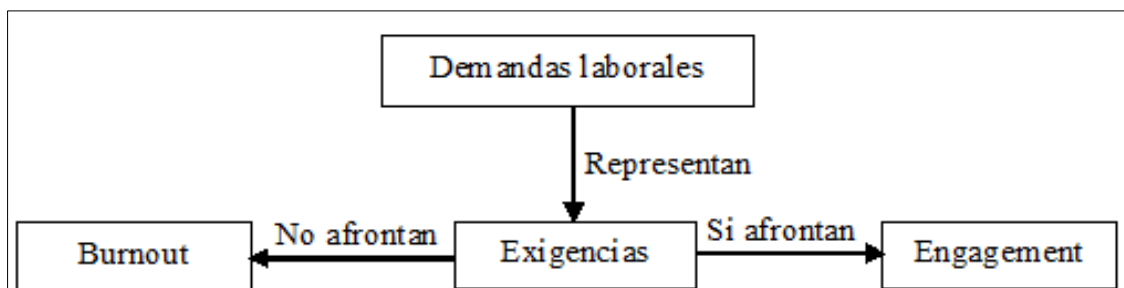 Demandas laborales
Representan
Burnout
No afrontan
Exigencias
Si afrontan
Engagement